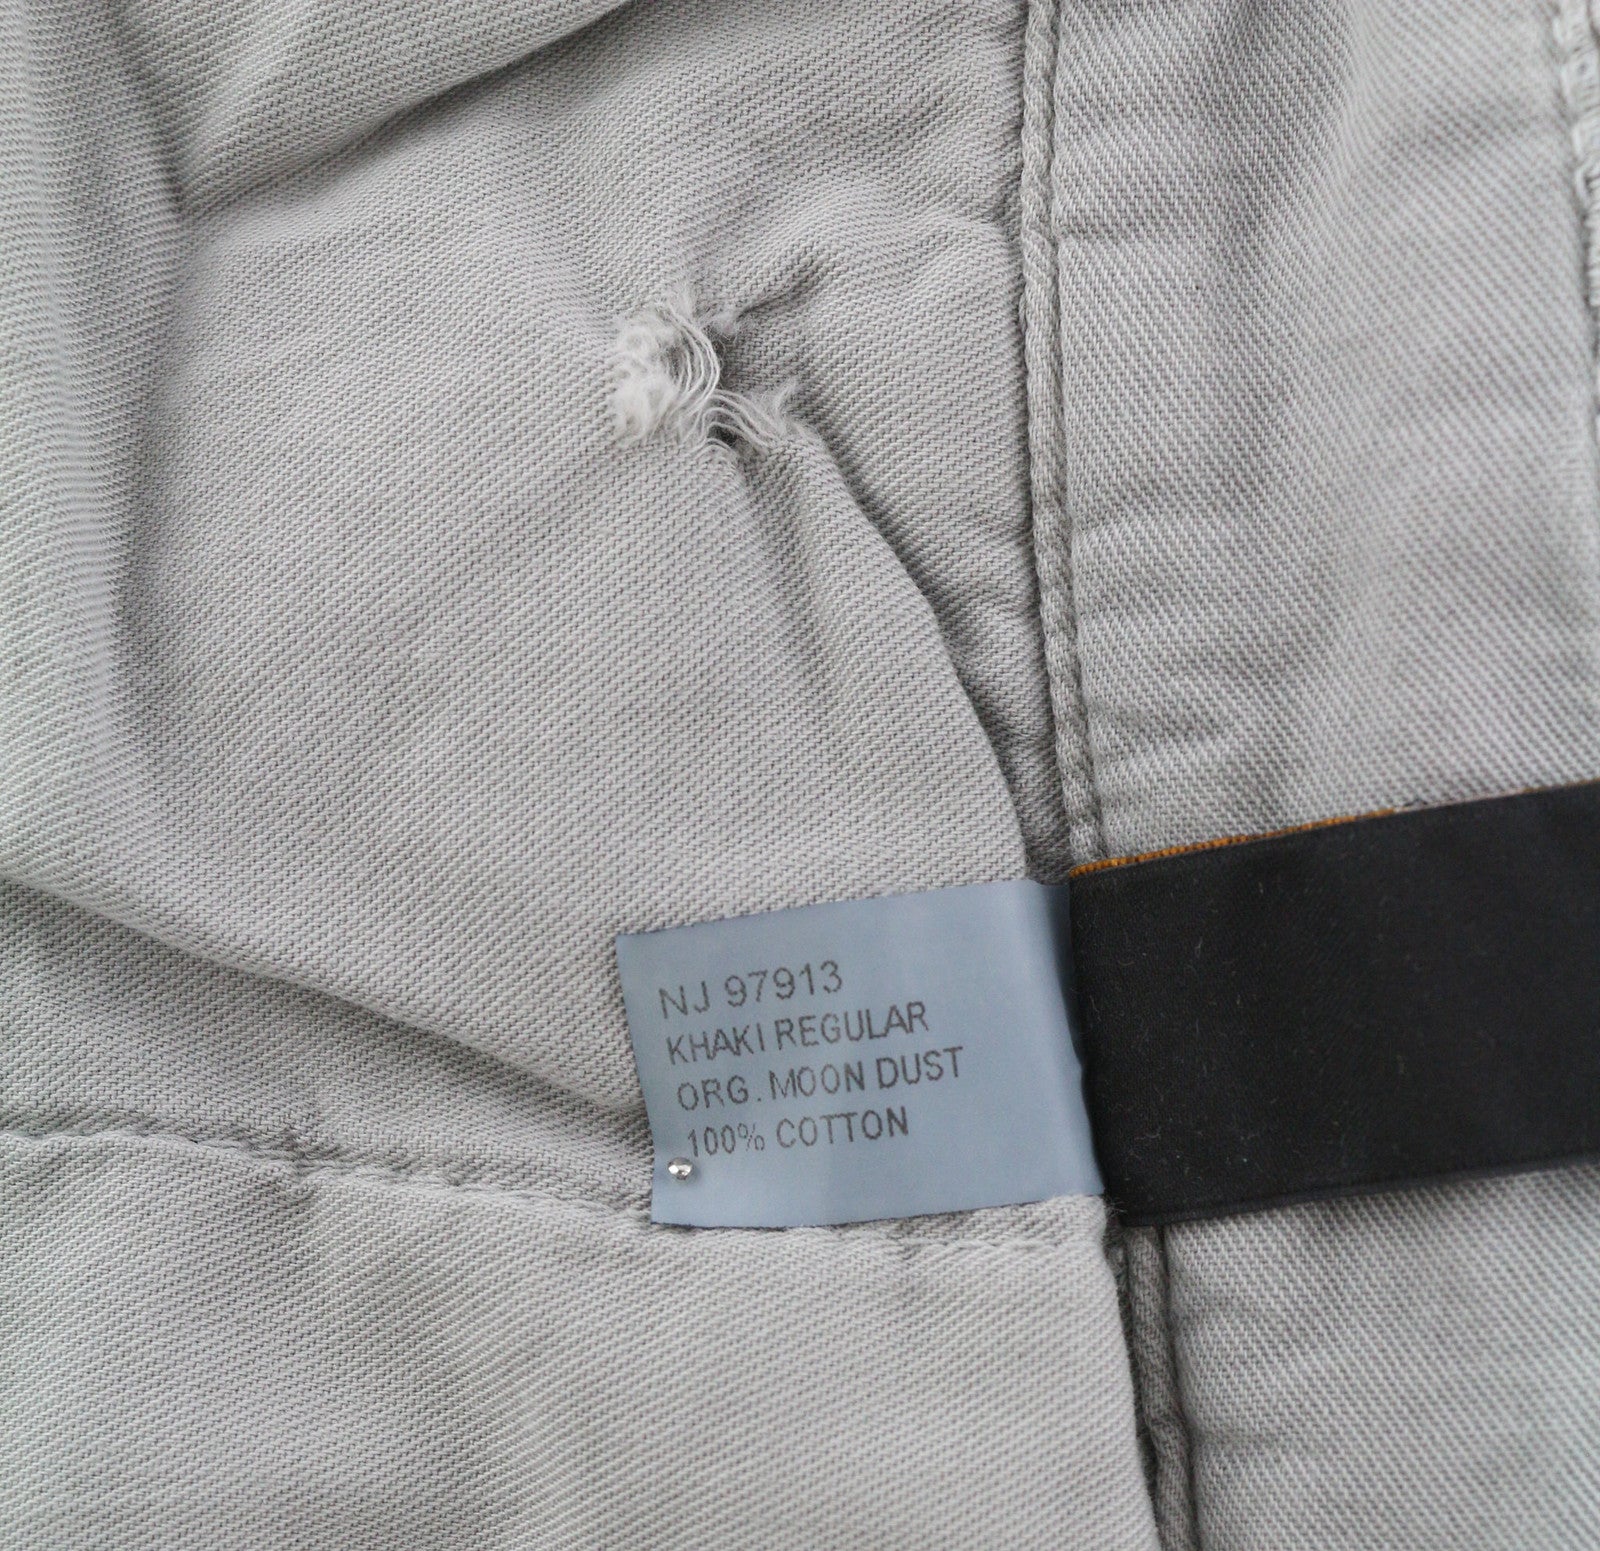 NJ 97913
KHAKI REGULAR
ORG. MOON DUST
100% COTTON